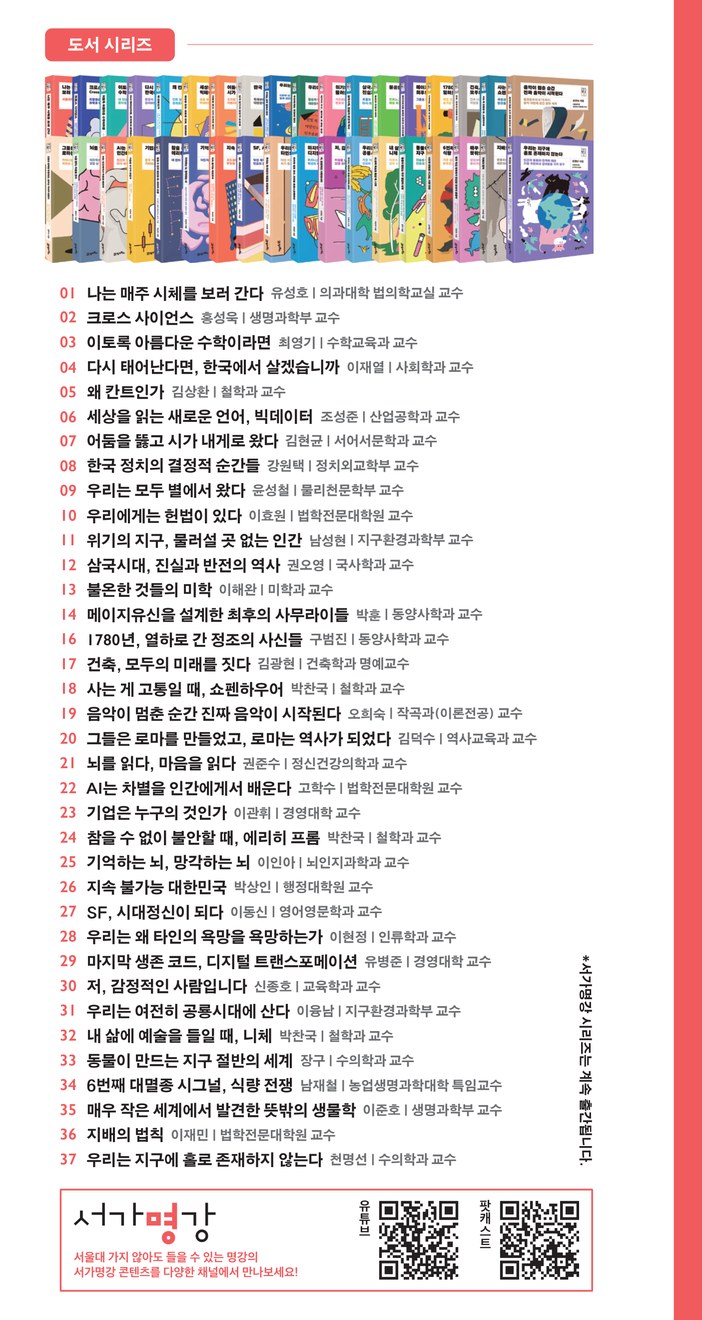 도서 시리즈
01 나는 매주 시체를 보러 간다 유성호 | 의과대학 법의학교실 교수
02 크로스 사이언스 홍성욱 | 생명과학부 교수
03 이토록 아름다운 수학이라면 최영기 | 수학교육과 교수
04 다시 태어난다면, 한국에서 살겠습니까 이재열 | 사회학과 교수
05 왜 칸트인가 김상환 | 철학과 교수
06 세상을 읽는 새로운 언어, 빅데이터 조성준 | 산업공학과 교수
07 어둠을 뚫고 시가 내게로 왔다 김현균 | 서어서문학과 교수
08 한국 정치의 결정적 순간들 강원택 | 정치외교학부 교수
09 우리는 모두 별에서 왔다 윤성철 | 물리천문학부 교수
10 우리에게는 헌법이 있다 이효원 | 법학전문대학원 교수
11 위기의 지구, 물러설 곳 없는 인간 남성현 | 지구환경과학부 교수
12 삼국시대, 진실과 반전의 역사 권오영 | 국사학과 교수
13 불온한 것들의 미학 이해완 | 미학과 교수
14 메이지유신을 설계한 최후의 사무라이들 박훈 | 동양사학과 교수
16 1780년, 열하로 간 정조의 사신들 구범진 | 동양사학과 교수
17 건축, 모두의 미래를 짓다 김광현 | 건축학과 명예교수
18 사는 게 고통일 때, 쇼펜하우어 박찬국 | 철학과 교수
19 음악이 멈춘 순간 진짜 음악이 시작된다 오희숙 | 작곡과(이론전공) 교수
20 그들은 로마를 만들었고, 로마는 역사가 되었다 김덕수 | 역사교육과 교수
21 뇌를 읽다, 마음을 읽다 권준수 | 정신건강의학과 교수
22 AI는 차별을 인간에게서 배운다 고학수 | 법학전문대학원 교수
23 기업은 누구의 것인가 이관휘 | 경영대학 교수
24 참을 수 없이 불안할 때, 에리히 프롬 박찬국 | 철학과 교수
25 기억하는 뇌, 망각하는 뇌 이인아 | 뇌인지과학과 교수
26 지속 불가능 대한민국 박상인 | 행정대학원 교수
27 SF, 시대정신이 되다 이동신 | 영어영문학과 교수
28 우리는 왜 타인의 욕망을 욕망하는가 이현정 | 인류학과 교수
29 마지막 생존 코드, 디지털 트랜스포메이션 유병준 | 경영대학 교수
30 저, 감정적인 사람입니다 신종호 | 교육학과 교수
31 우리는 여전히 공룡시대에 산다 이융남 | 지구환경과학부 교수
32 내 삶에 예술을 들일 때, 니체 박찬국 | 철학과 교수
33 동물이 만드는 지구 절반의 세계 장구 | 수의학과 교수
34 6번째 대멸종 시그널, 식량 전쟁 남재철 | 농업생명과학대학 특임교수
35 매우 작은 세계에서 발견한 뜻밖의 생물학 이준호 | 생명과학부 교수
36 지배의 법칙 이재민 | 법학전문대학원 교수
37 우리는 지구에 홀로 존재하지 않는다 천명선 | 수의학과 교수
*서가명강 시리즈는 계속 출간됩니다.
서가명강
서울대 가지 않아도 들을 수 있는 명강의
서가명강 콘텐츠를 다양한 채널에서 만나보세요!
유튜브
팟캐스트